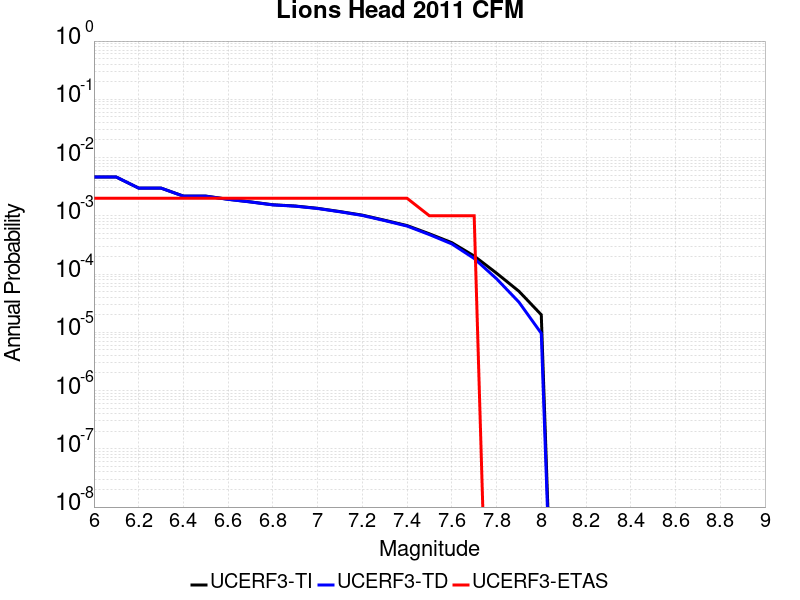 Lions Head 2011 CFM
10 0
10 -1
10 -2
10 -3
10 -4
10 -5
10 -6
10 -7
10 -8
Annual Probability
6 6.2 6.4 6.6 6.8 7 7.2 7.4 7.6 7.8 8 8.2 8.4 8.6 8.8 9
Magnitude
UCERF3-TI UCERF3-TD UCERF3-ETAS